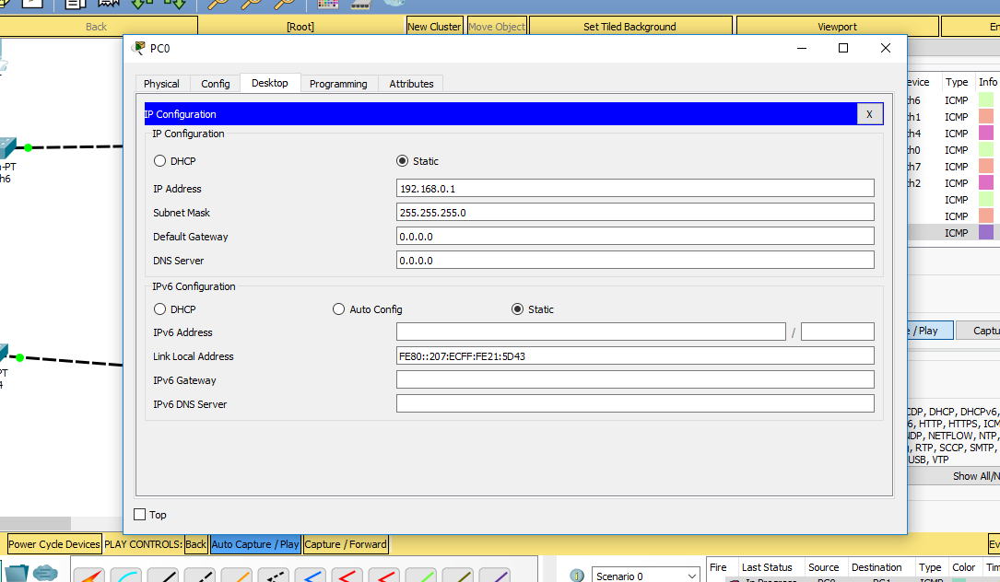 Back [Root] New Cluster Move Object Set Tiled Background Viewport
PC0
Physical Config Desktop Programming Attributes
IP Configuration X
IP Configuration
DHCP Static
IP Address 192.168.0.1
Subnet Mask 255.255.255.0
Default Gateway 0.0.0.0
DNS Server 0.0.0.0
IPv6 Configuration
DHCP Auto Config Static
IPv6 Address /
Link Local Address FE80::207:ECFF:FE21:5D43
IPv6 Gateway
IPv6 DNS Server
Top
-PT
h6
PT
4
evice Type Info
th6 ICMP
th1 ICMP
th4 ICMP
th0 ICMP
th7 ICMP
th2 ICMP
ICMP
ICMP
ICMP
e / Play Captu
CDP, DHCP, DHCPv6,
6, HTTP, HTTPS, ICM
NDP, NETFLOW, NTP,
, RTP, SCCP, SMTP,
USB, VTP
Show All/N
Power Cycle Devices PLAY CONTROLS: Back Auto Capture / Play Capture / Forward Ev
Scenario 0
Fire Last Status Source Destination Type Color Tim
In Progress PC0 PC1 ICMP